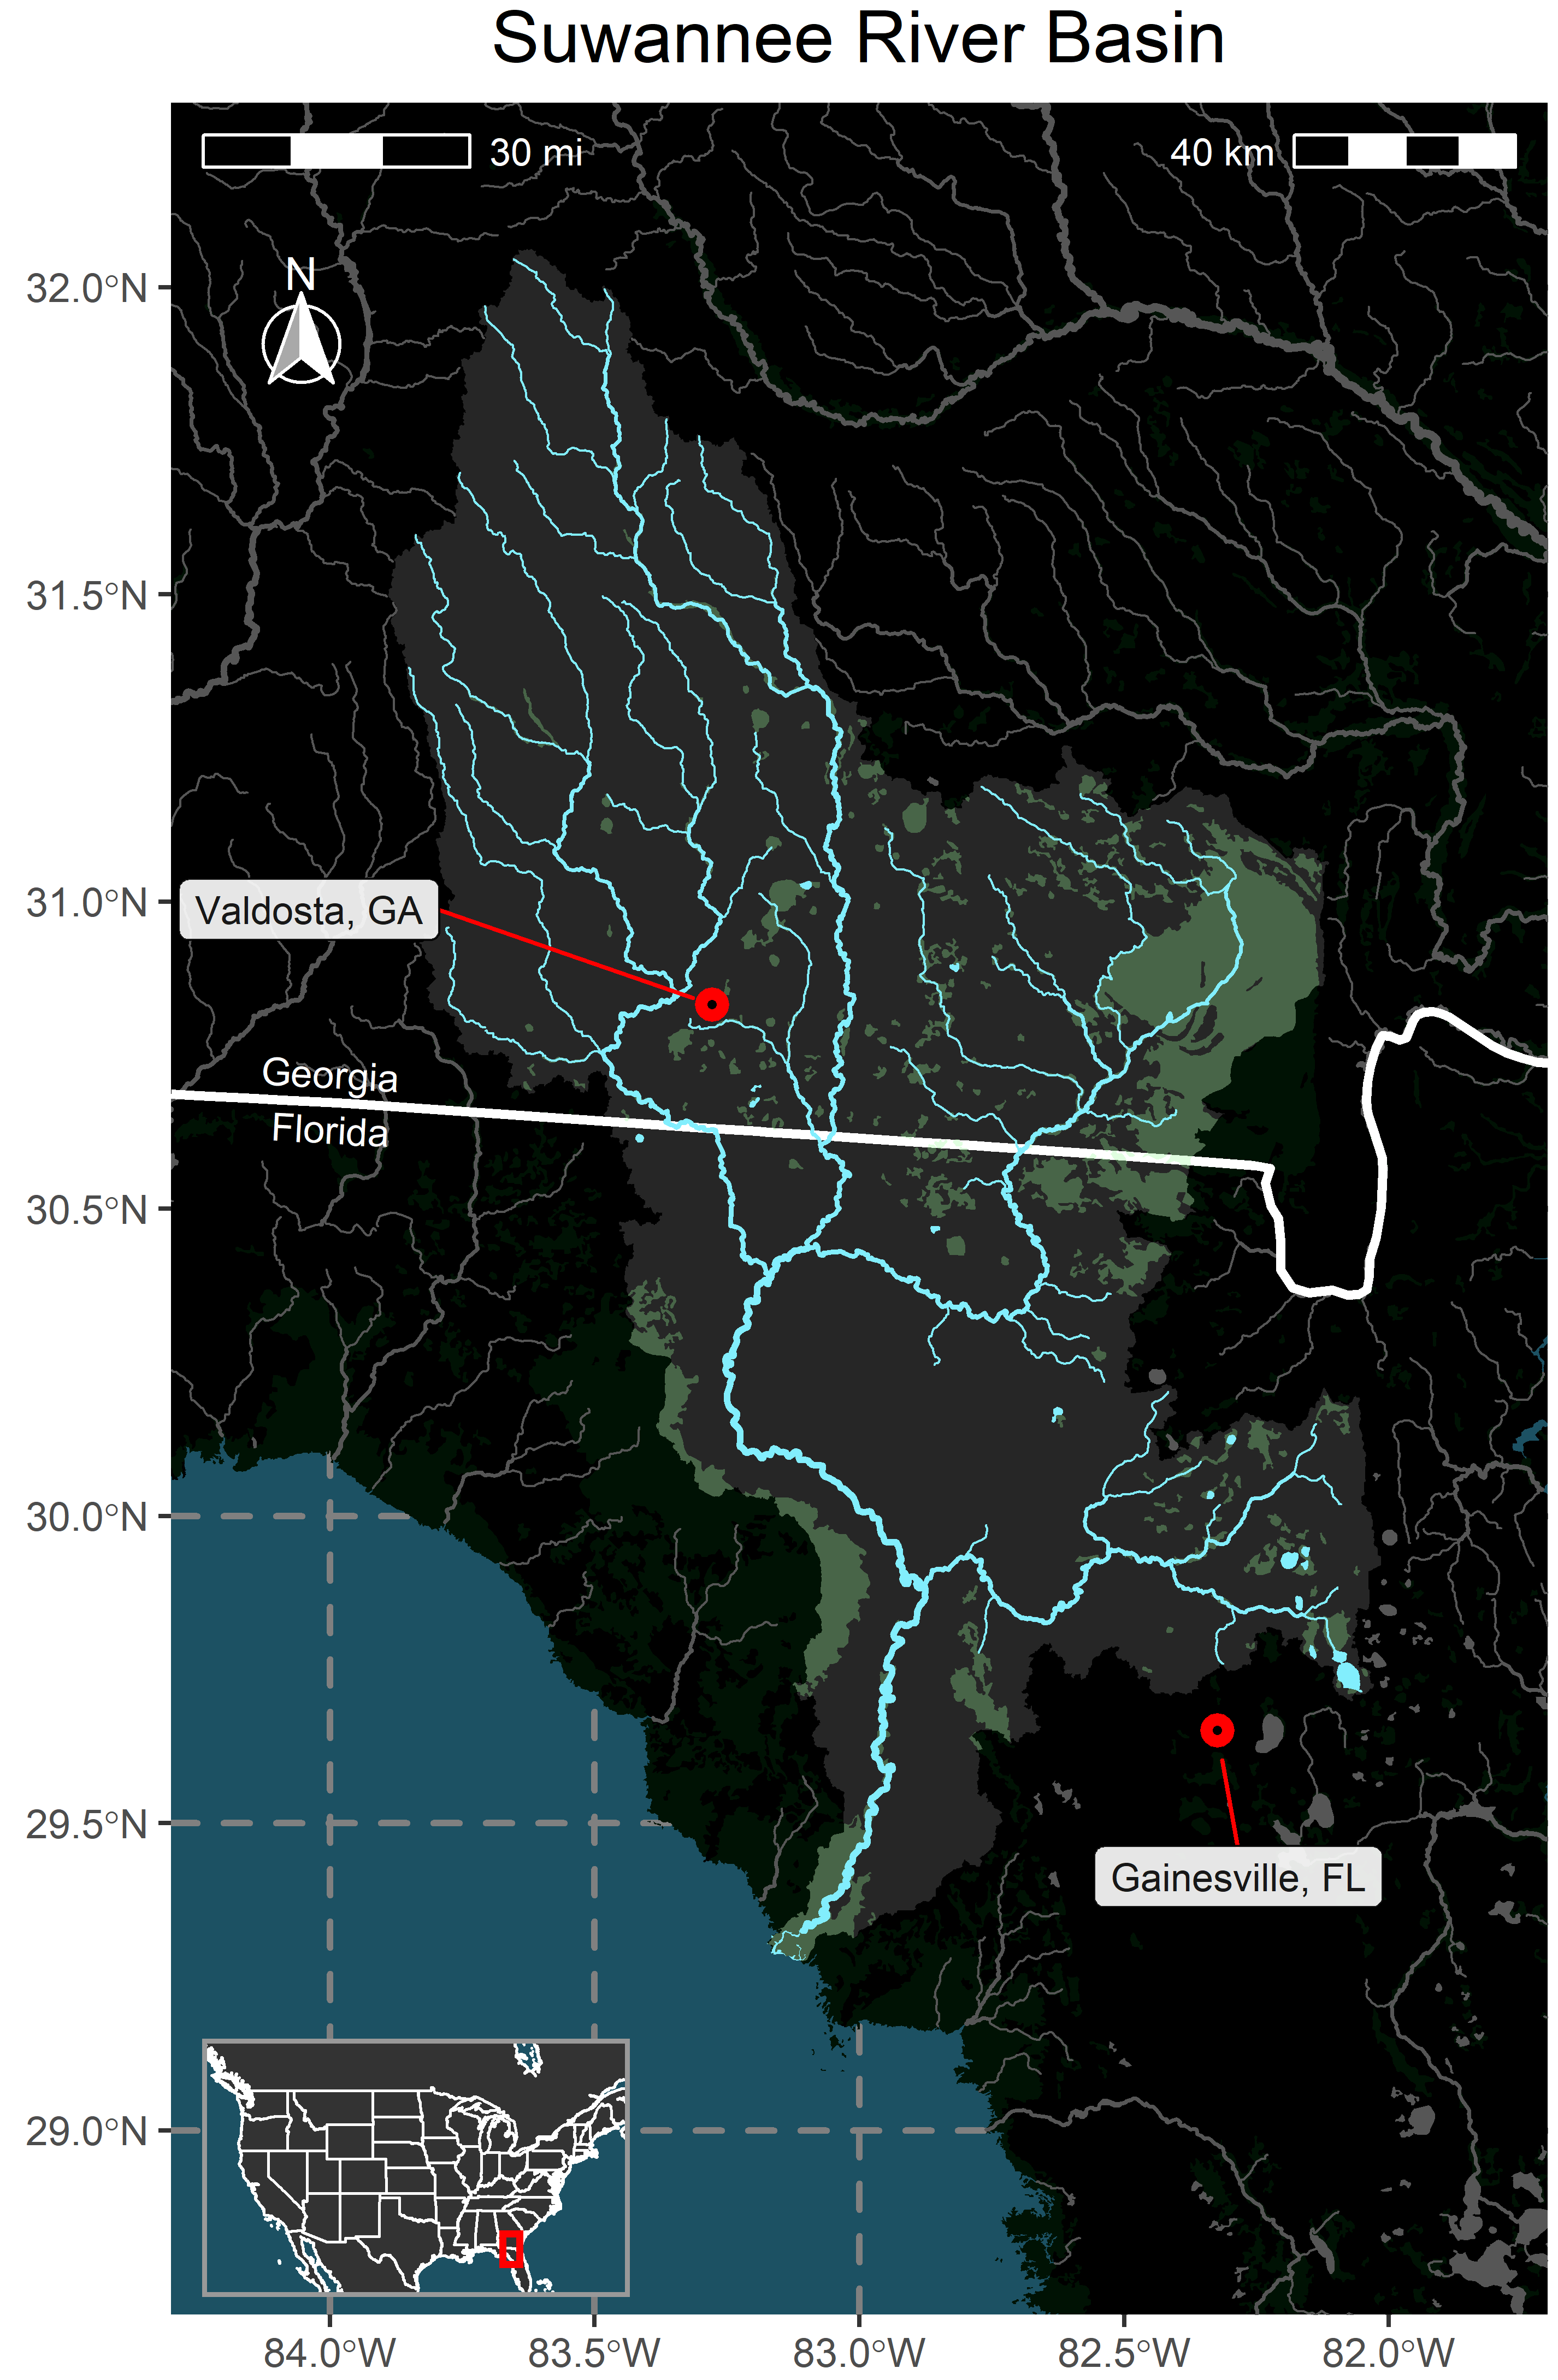 Suwannee River Basin
30 mi
40 km
N
32.0°N
31.5°N
31.0°N
Valdosta, GA
Georgia
Florida
30.5°N
30.0°N
29.5°N
Gainesville, FL
29.0°N
84.0°W
83.5°W
83.0°W
82.5°W
82.0°W